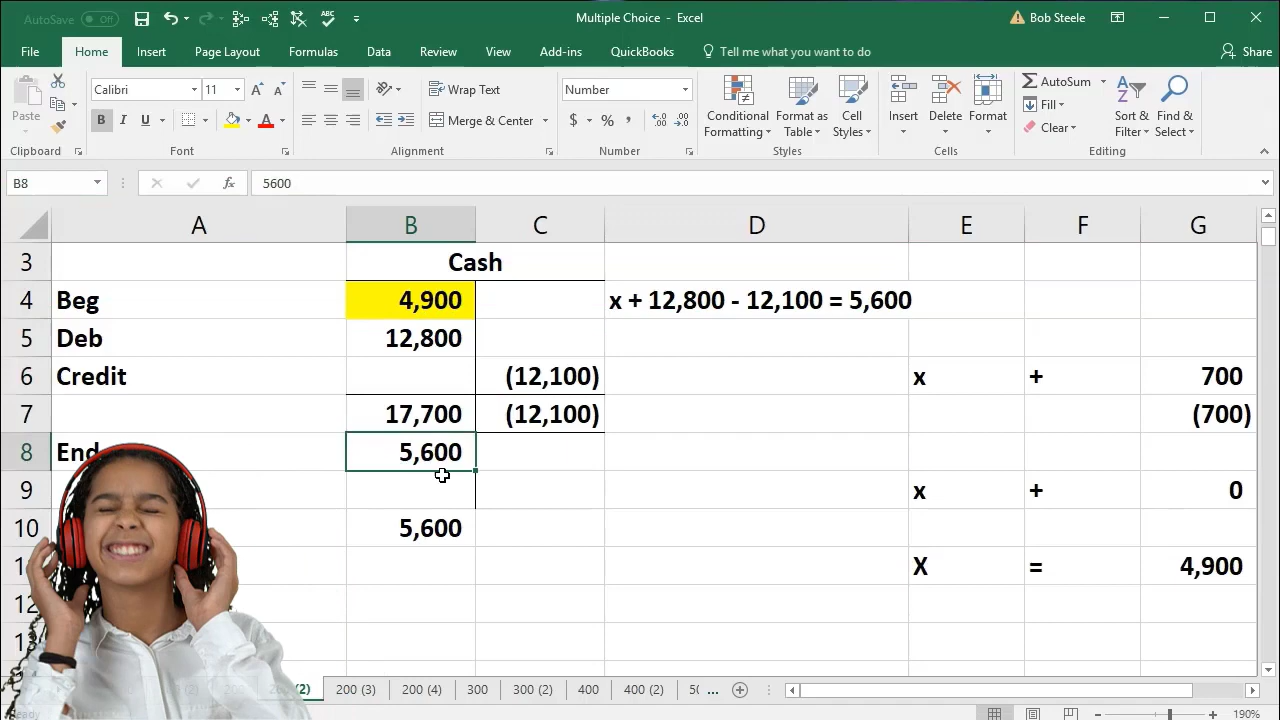 AutoSave Off
Multiple Choice - Excel
Bob Steele
File Home Insert Page Layout Formulas Data Review View Add-ins QuickBooks Tell me what you want to do Share
Paste
Calibri 11
B I U
Wrap Text
Merge & Center
Number
$ % ,
Conditional Formatting
Format as Table
Cell Styles
Insert Delete Format
AutoSum
Fill
Clear
Sort & Filter
Find & Select
Clipboard Font Alignment Number Styles Cells Editing
B8 fx 5600
A B C D E F G
3 Cash
4 Beg 4,900 x + 12,800 - 12,100 = 5,600
5 Deb 12,800
6 Credit (12,100) x + 700
7 17,700 (12,100) (700)
8 End 5,600
9 x + 0
10 5,600
X = 4,900
12
13
(2) 200 (3) 200 (4) 300 300 (2) 400 400 (2) ...
190%